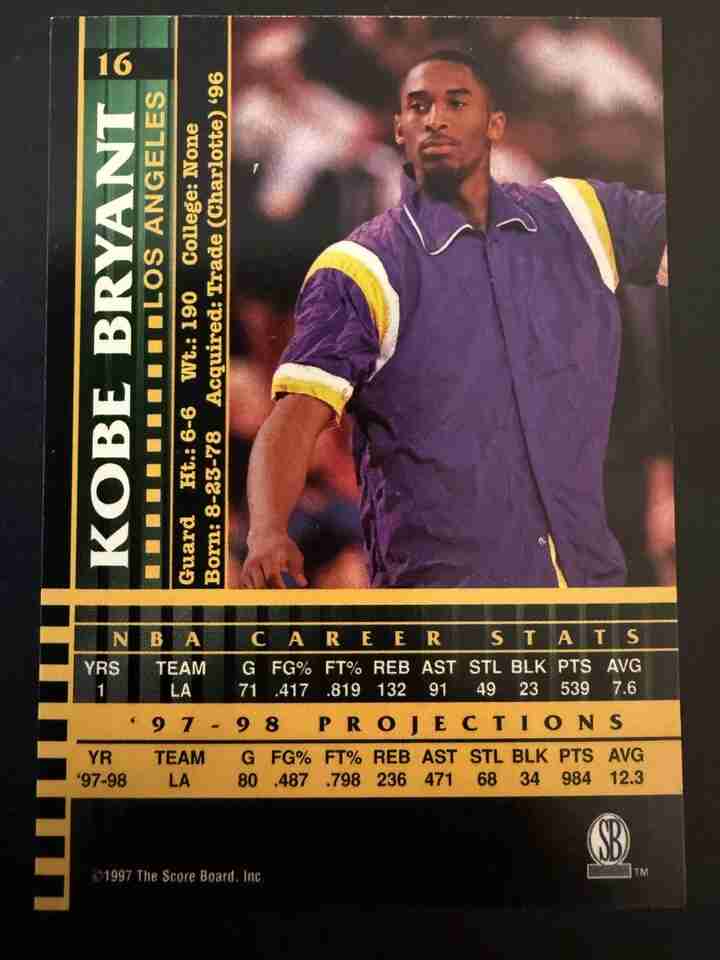 16
KOBE BRYANT
LOS ANGELES
Guard Ht.: 6-6 Wt.: 190 College: None
Born: 8-23-78 Acquired: Trade (Charlotte) '96
NBA CAREER STATS
YRS TEAM G FG% FT% REB AST STL BLK PTS AVG
1 LA 71 .417 .819 132 91 49 23 539 7.6
'97-98 PROJECTIONS
YR TEAM G FG% FT% REB AST STL BLK PTS AVG
'97-98 LA 80 .487 .798 236 471 68 34 984 12.3
SB
TM
©1997 The Score Board, Inc